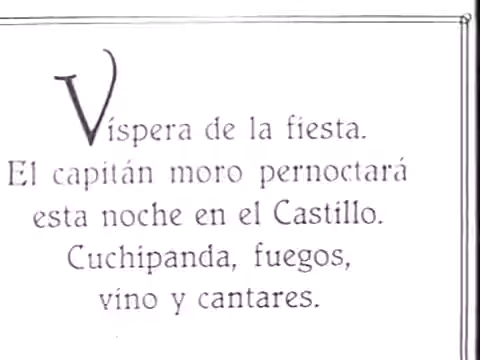 Víspera de la fiesta.
El capitán moro pernoctará
esta noche en el Castillo.
Cuchipanda, fuegos,
vino y cantares.